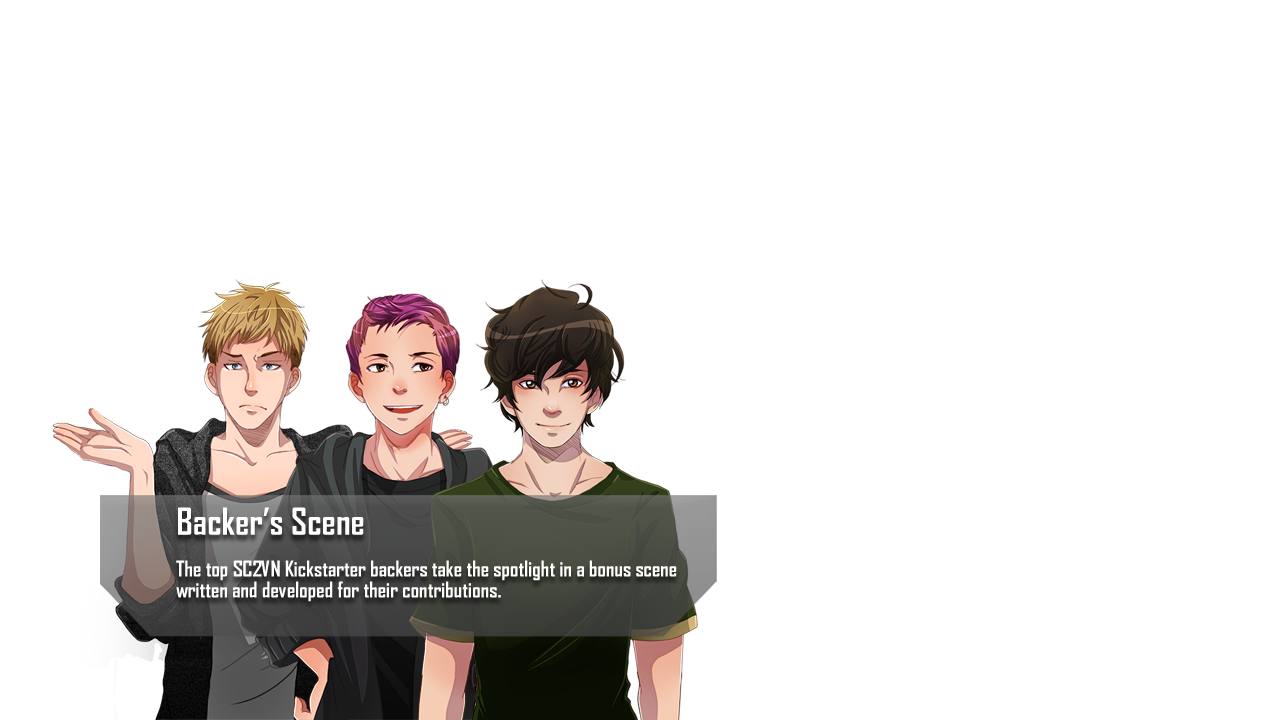 Backer's Scene
The top SC2VN Kickstarter backers take the spotlight in a bonus scene
written and developed for their contributions.